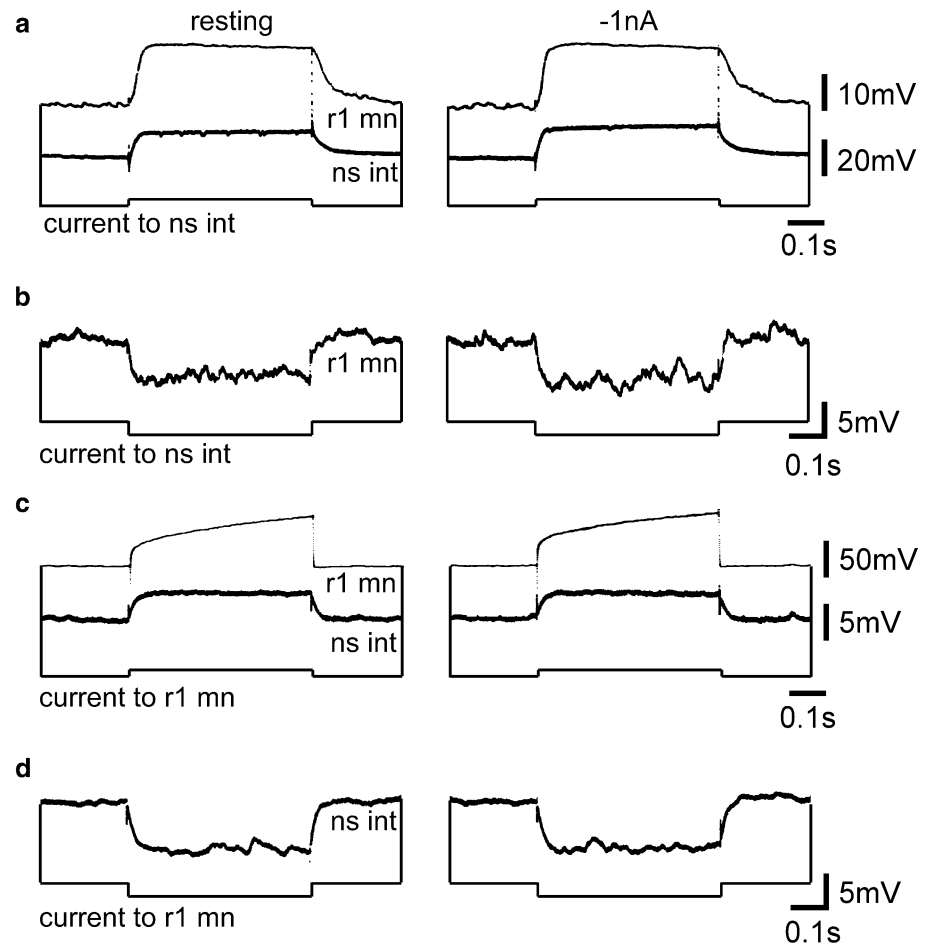 a
resting
-1nA
r1 mn
10mV
ns int
20mV
current to ns int
0.1s
b
r1 mn
5mV
current to ns int
0.1s
c
r1 mn
50mV
ns int
5mV
current to r1 mn
0.1s
d
ns int
5mV
current to r1 mn
0.1s